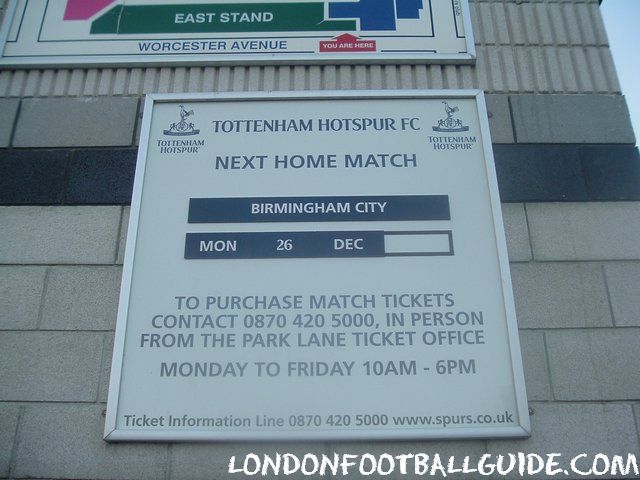 EAST STAND
WORCESTER AVENUE
YOU ARE HERE
TOTTENHAM HOTSPUR
TOTTENHAM HOTSPUR FC
TOTTENHAM HOTSPUR
NEXT HOME MATCH
BIRMINGHAM CITY
MON 26 DEC
TO PURCHASE MATCH TICKETS
CONTACT 0870 420 5000, IN PERSON
FROM THE PARK LANE TICKET OFFICE
MONDAY TO FRIDAY 10AM - 6PM
Ticket Information Line 0870 420 5000 www.spurs.co.uk
LONDONFOOTBALLGUIDE.COM